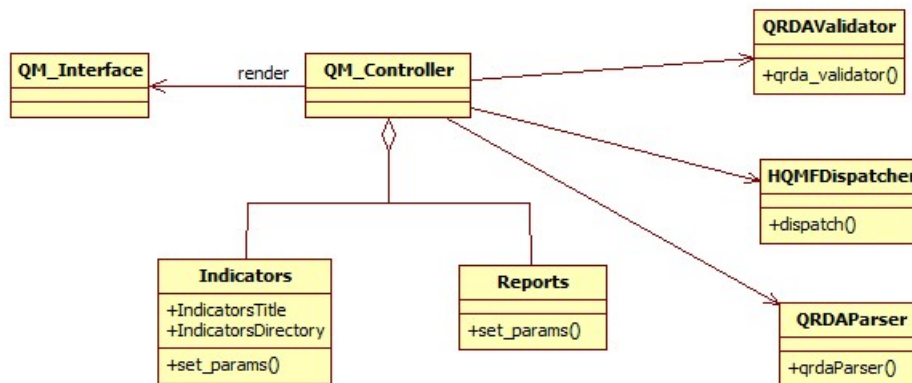 QRDAValidator
+qrda_validator()
QM_Interface
render
QM_Controller
HQMFDispatcher
+dispatch()
Indicators
+IndicatorsTitle
+IndicatorsDirectory
+set_params()
Reports
+set_params()
QRDAParser
+qrdaParser()